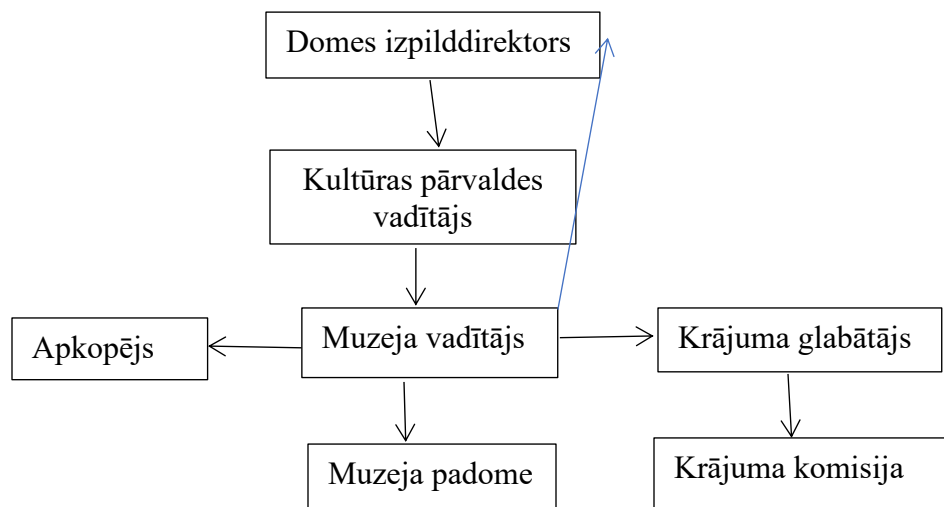 Domes izpilddirektors
Kultūras pārvaldes
vadītājs
Apkopējs
Muzeja vadītājs
Krājuma glabātājs
Muzeja padome
Krājuma komisija